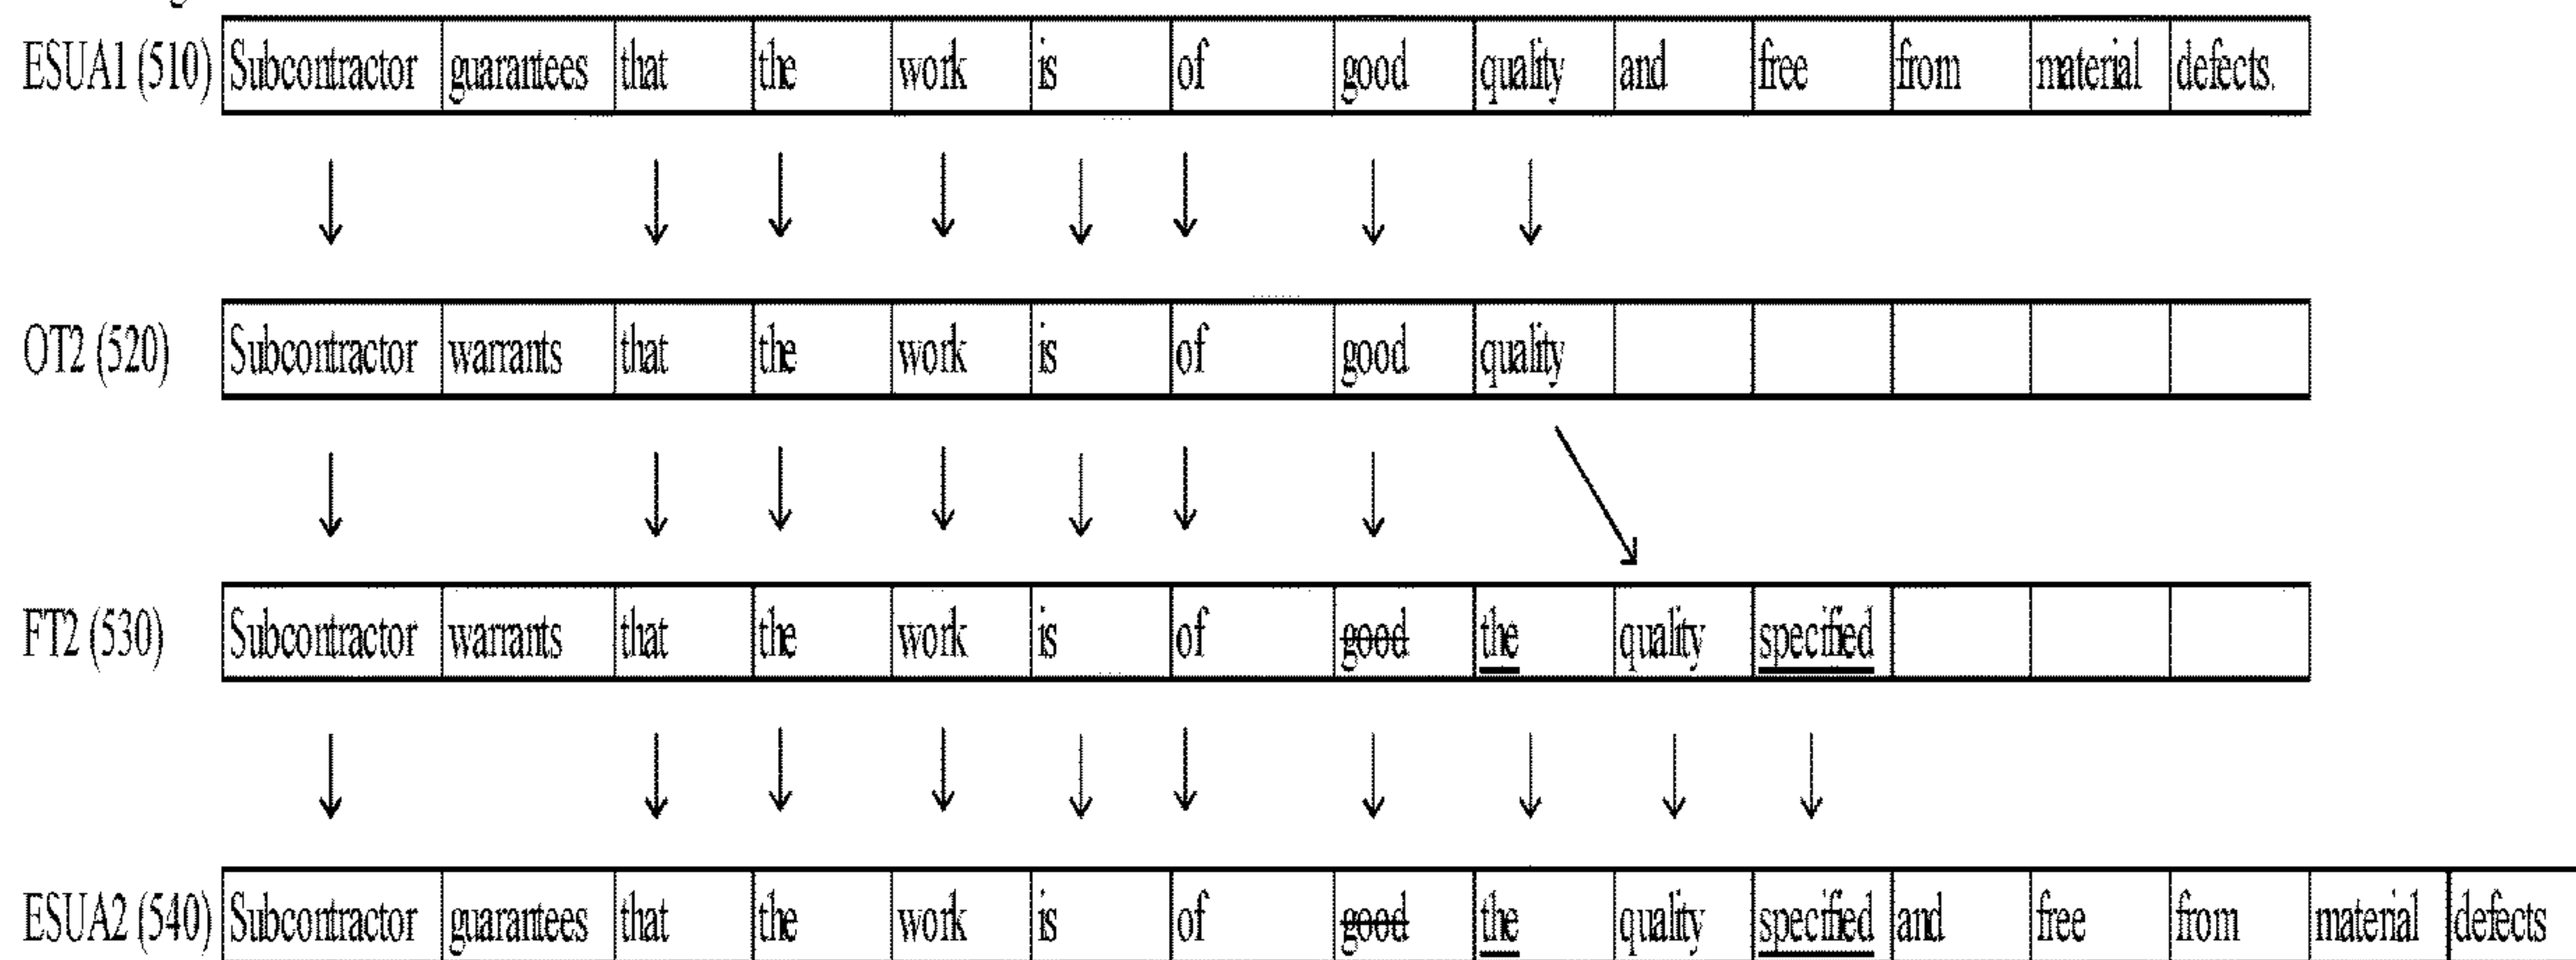 ESUA1 (510) Subcontractor guarantees that the work is of good quality and free from material defects.
OT2 (520) Subcontractor warrants that the work is of good quality
FT2 (530) Subcontractor warrants that the work is of good the quality specified
ESUA2 (540) Subcontractor guarantees that the work is of good the quality specified and free from material defects